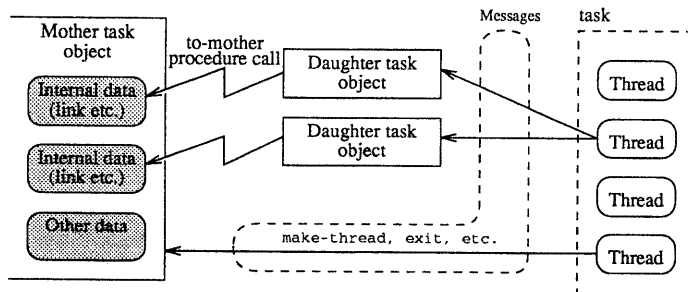 Mother task
object
Internal data
(link etc.)
Internal data
(link etc.)
Other data
to-mother
procedure call
Daughter task
object
Daughter task
object
Messages
make-thread, exit, etc.
task
Thread
Thread
Thread
Thread